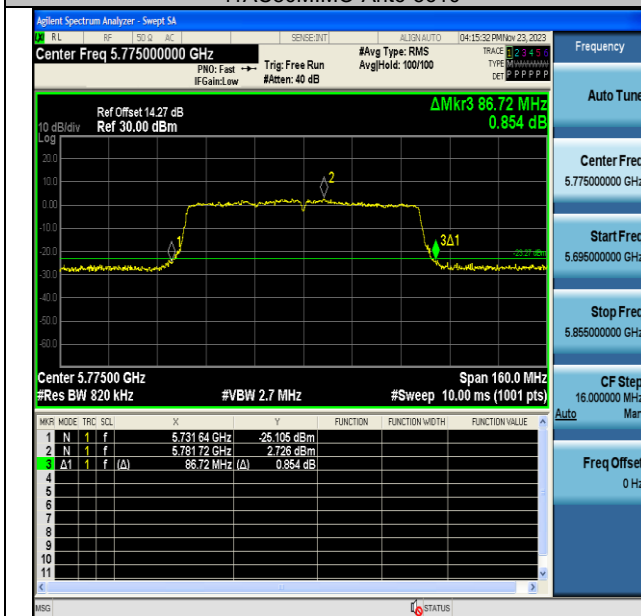 Agilent Spectrum Analyzer - Swept SA
RL RF 50 Ω AC SENSE:INT ALIGN AUTO 04:15:32 PM Nov 23, 2023
Center Freq 5.775000000 GHz
PNO: Fast
IFGain:Low
Trig: Free Run
#Atten: 40 dB
#Avg Type: RMS
Avg|Hold: 100/100
TRACE 1 2 3 4 5 6
TYPE M W W W W W
DET P P P P P P
Frequency
Ref Offset 14.27 dB
10 dB/div Ref 30.00 dBm
Log
ΔMkr3 86.72 MHz
0.854 dB
20.0
10.0
0.00
-10.0
-20.0
-30.0
-40.0
-50.0
-60.0
1
2
3Δ1
-23.27 dBm
Center 5.77500 GHz Span 160.0 MHz
#Res BW 820 kHz #VBW 2.7 MHz #Sweep 10.00 ms (1001 pts)
MKR MODE TRC SCL X Y FUNCTION FUNCTION WIDTH FUNCTION VALUE
1 N 1 f 5.731 64 GHz -25.105 dBm
2 N 1 f 5.781 72 GHz 2.726 dBm
3 Δ1 1 f (Δ) 86.72 MHz (Δ) 0.854 dB
4
5
6
7
8
9
10
11
Auto Tune
Center Freq
5.775000000 GHz
Start Freq
5.695000000 GHz
Stop Freq
5.855000000 GHz
CF Step
16.000000 MHz
Auto Man
Freq Offset
0 Hz
MSG STATUS